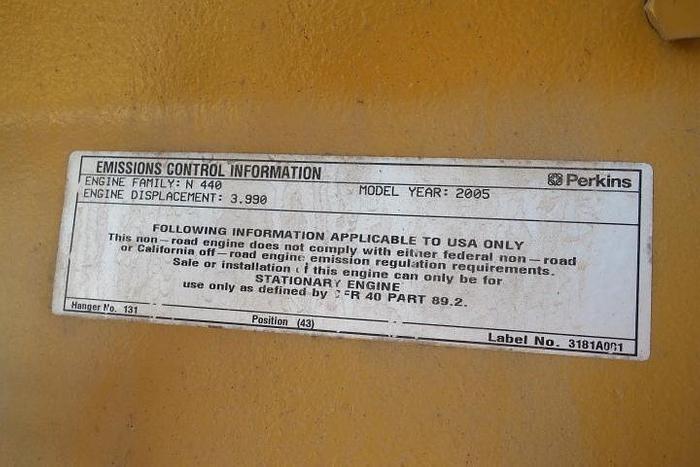 EMISSIONS CONTROL INFORMATION
Perkins
ENGINE FAMILY: N 440
MODEL YEAR: 2005
ENGINE DISPLACEMENT: 3.990
FOLLOWING INFORMATION APPLICABLE TO USA ONLY
This non-road engine does not comply with either federal non-road
or California off-road engine emission regulation requirements.
Sale or installation of this engine can only be for
STATIONARY ENGINE
use only as defined by CFR 40 PART 89.2.
Hanger No. 131
Position (43)
Label No. 3181A001